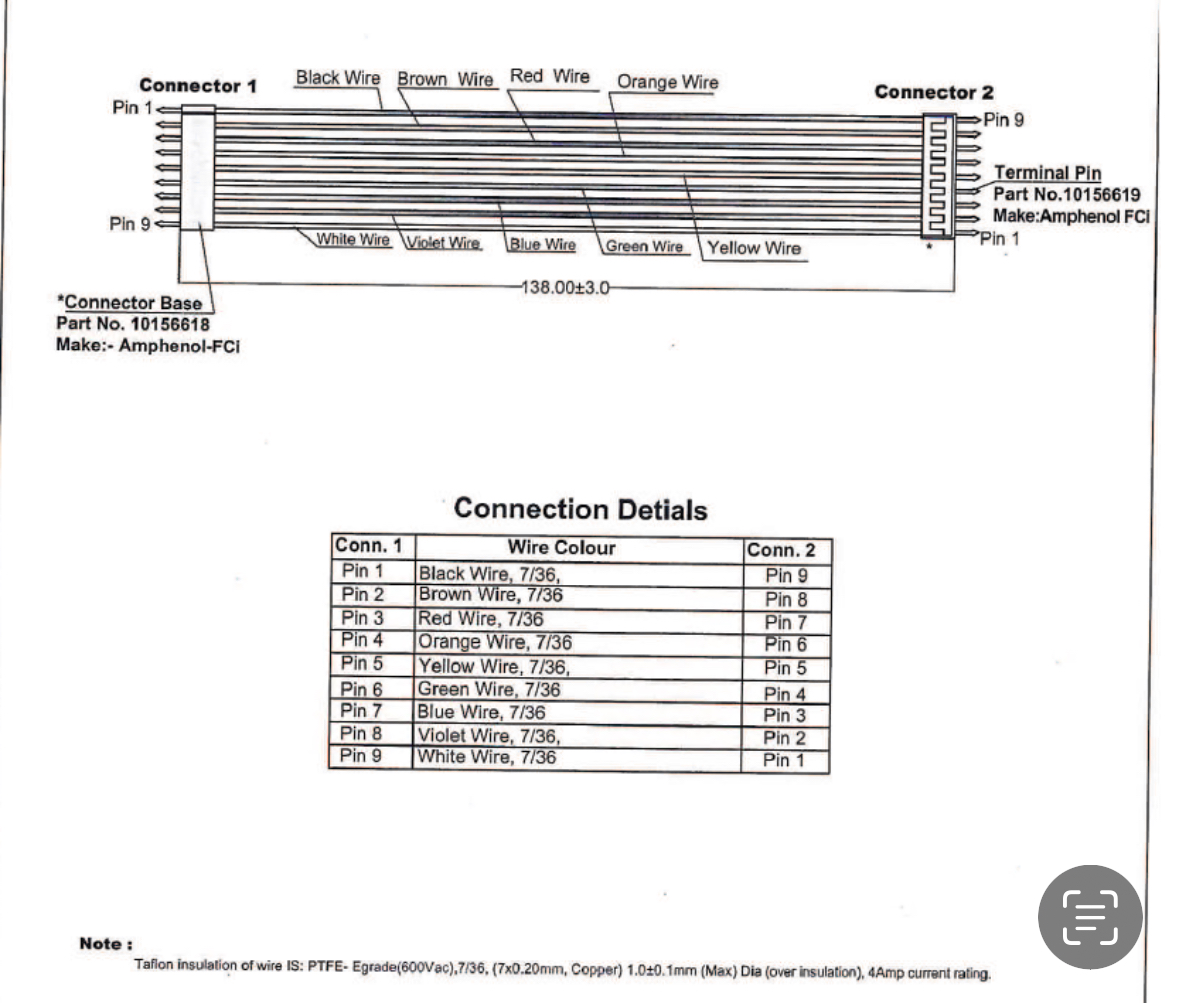 Connector 1
Black Wire
Brown Wire
Red Wire
Orange Wire
Connector 2
Pin 1
Pin 9
Terminal Pin
Part No.10156619
Make:Amphenol FCi
Pin 9
White Wire
Violet Wire
Blue Wire
Green Wire
Yellow Wire
*
Pin 1
138.00±3.0
*Connector Base
Part No. 10156618
Make:- Amphenol-FCi
Connection Detials
Conn. 1 Wire Colour Conn. 2
Pin 1 Black Wire, 7/36, Pin 9
Pin 2 Brown Wire, 7/36 Pin 8
Pin 3 Red Wire, 7/36 Pin 7
Pin 4 Orange Wire, 7/36 Pin 6
Pin 5 Yellow Wire, 7/36, Pin 5
Pin 6 Green Wire, 7/36 Pin 4
Pin 7 Blue Wire, 7/36 Pin 3
Pin 8 Violet Wire, 7/36, Pin 2
Pin 9 White Wire, 7/36 Pin 1
Note :
Taflon insulation of wire IS: PTFE- Egrade(600Vac),7/36, (7x0.20mm, Copper) 1.0±0.1mm (Max) Dia (over insulation), 4Amp current rating.